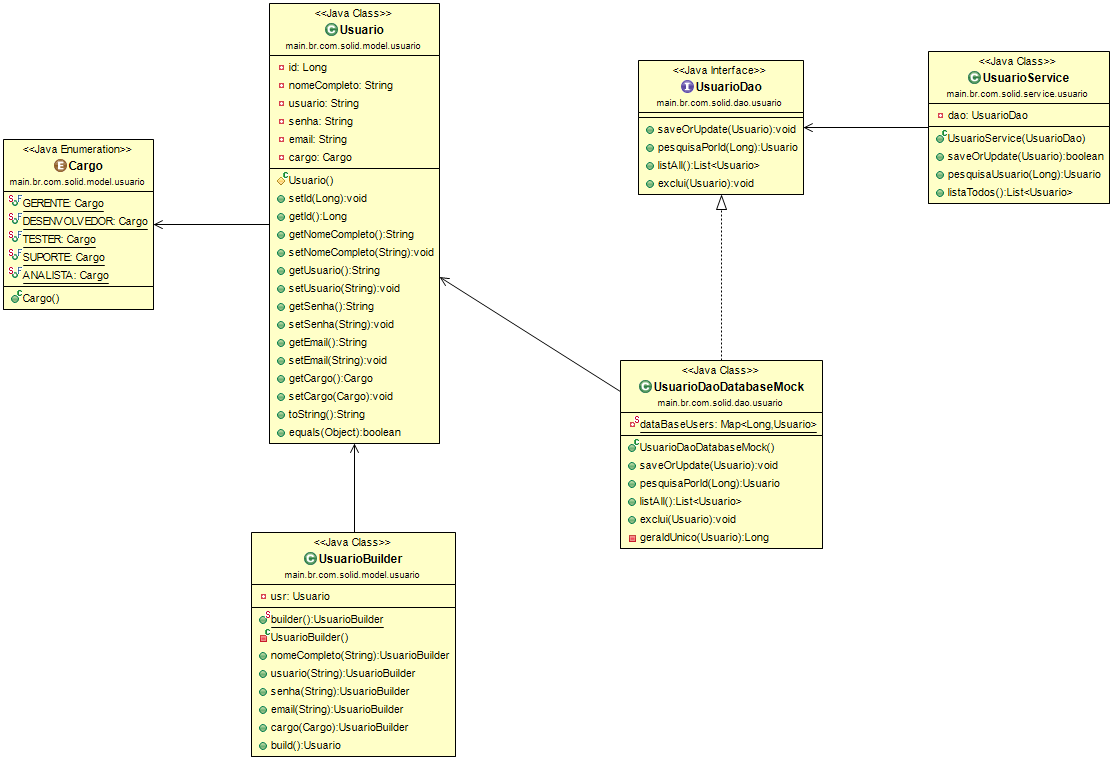 <<Java Class>>
Usuario
main.br.com.solid.model.usuario
id: Long
nomeCompleto: String
usuario: String
senha: String
email: String
cargo: Cargo
Usuario()
setId(Long):void
getId():Long
getNomeCompleto():String
setNomeCompleto(String):void
getUsuario():String
setUsuario(String):void
getSenha():String
setSenha(String):void
getEmail():String
setEmail(String):void
getCargo():Cargo
setCargo(Cargo):void
toString():String
equals(Object):boolean
<<Java Interface>>
UsuarioDao
main.br.com.solid.dao.usuario
saveOrUpdate(Usuario):void
pesquisaPorId(Long):Usuario
listAll():List<Usuario>
exclui(Usuario):void
<<Java Class>>
UsuarioService
main.br.com.solid.service.usuario
dao: UsuarioDao
UsuarioService(UsuarioDao)
saveOrUpdate(Usuario):boolean
pesquisaUsuario(Long):Usuario
listaTodos():List<Usuario>
<<Java Enumeration>>
Cargo
main.br.com.solid.model.usuario
GERENTE: Cargo
DESENVOLVEDOR: Cargo
TESTER: Cargo
SUPORTE: Cargo
ANALISTA: Cargo
Cargo()
<<Java Class>>
UsuarioDaoDatabaseMock
main.br.com.solid.dao.usuario
dataBaseUsers: Map<Long,Usuario>
UsuarioDaoDatabaseMock()
saveOrUpdate(Usuario):void
pesquisaPorId(Long):Usuario
listAll():List<Usuario>
exclui(Usuario):void
geraIdUnico(Usuario):Long
<<Java Class>>
UsuarioBuilder
main.br.com.solid.model.usuario
usr: Usuario
builder():UsuarioBuilder
UsuarioBuilder()
nomeCompleto(String):UsuarioBuilder
usuario(String):UsuarioBuilder
senha(String):UsuarioBuilder
email(String):UsuarioBuilder
cargo(Cargo):UsuarioBuilder
build():Usuario